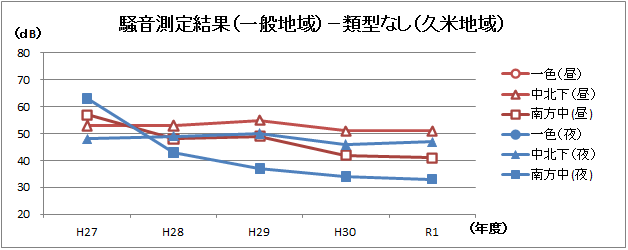 騒音測定結果(一般地域) －類型なし(久米地域)
(dB)
80
70
60
50
40
30
20
H27 H28 H29 H30 R1
(年度)
一色(昼)
中北下(昼)
南方中(昼)
一色(夜)
中北下(夜)
南方中(夜)